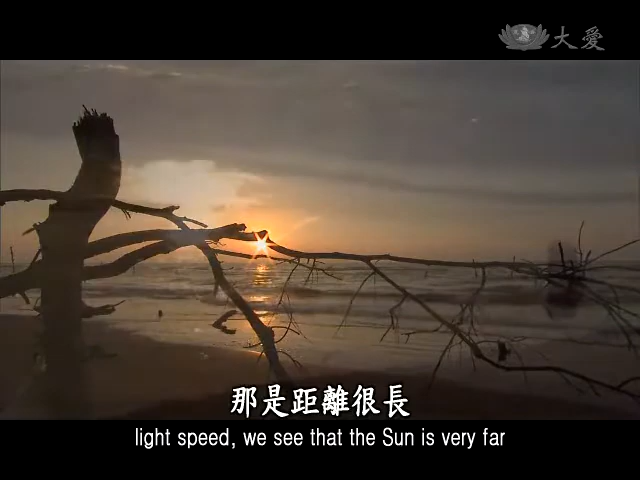 大愛
那是距離很長
light speed, we see that the Sun is very far